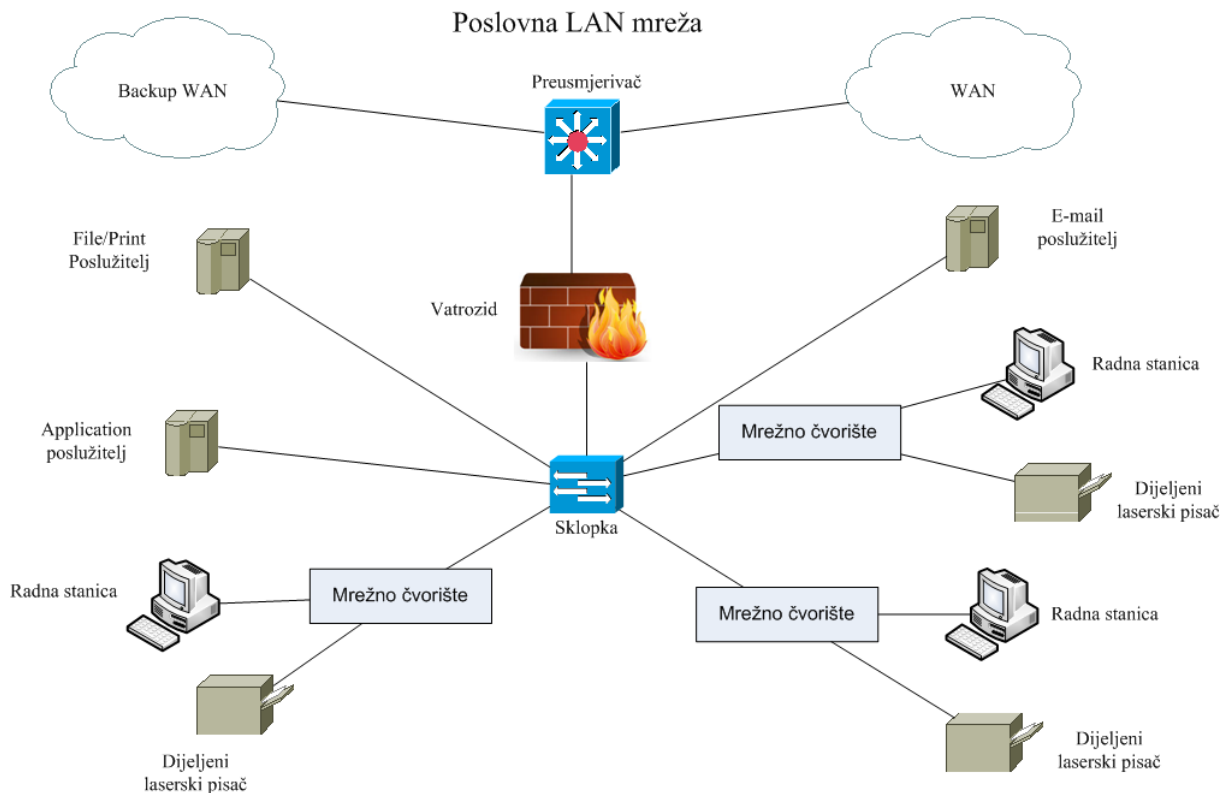 Poslovna LAN mreža
Backup WAN
Preusmjerivač
WAN
File/Print
Poslužitelj
E-mail
poslužitelj
Vatrozid
Radna stanica
Mrežno čvorište
Application
poslužitelj
Dijeljeni
laserski pisač
Sklopka
Radna stanica
Mrežno čvorište
Mrežno čvorište
Radna stanica
Dijeljeni
laserski pisač
Dijeljeni
laserski pisač